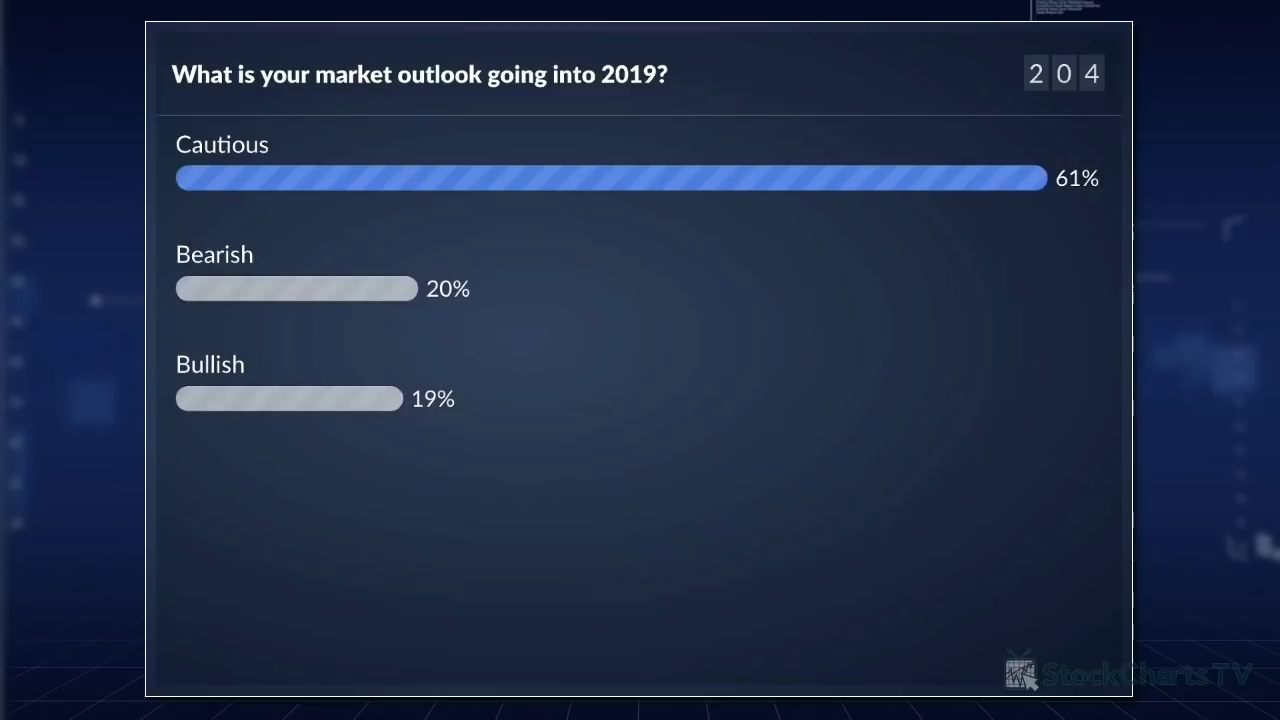 What is your market outlook going into 2019?
204
Cautious
61%
Bearish
20%
Bullish
19%
StockChartsTV